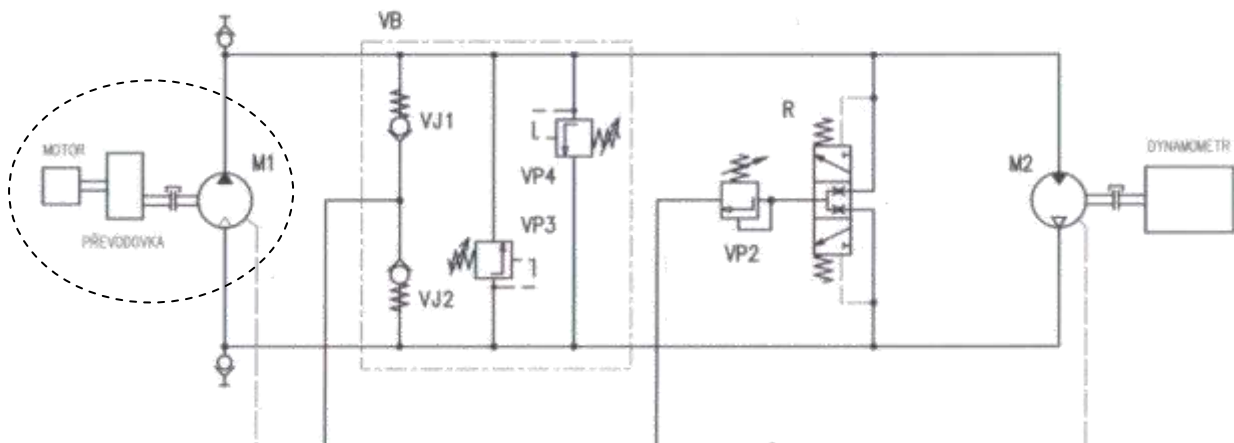 VB
MOTOR
M1
PŘEVODOVKA
VJ1
VJ2
VP4
VP3
R
VP2
M2
DYNAMOMETR